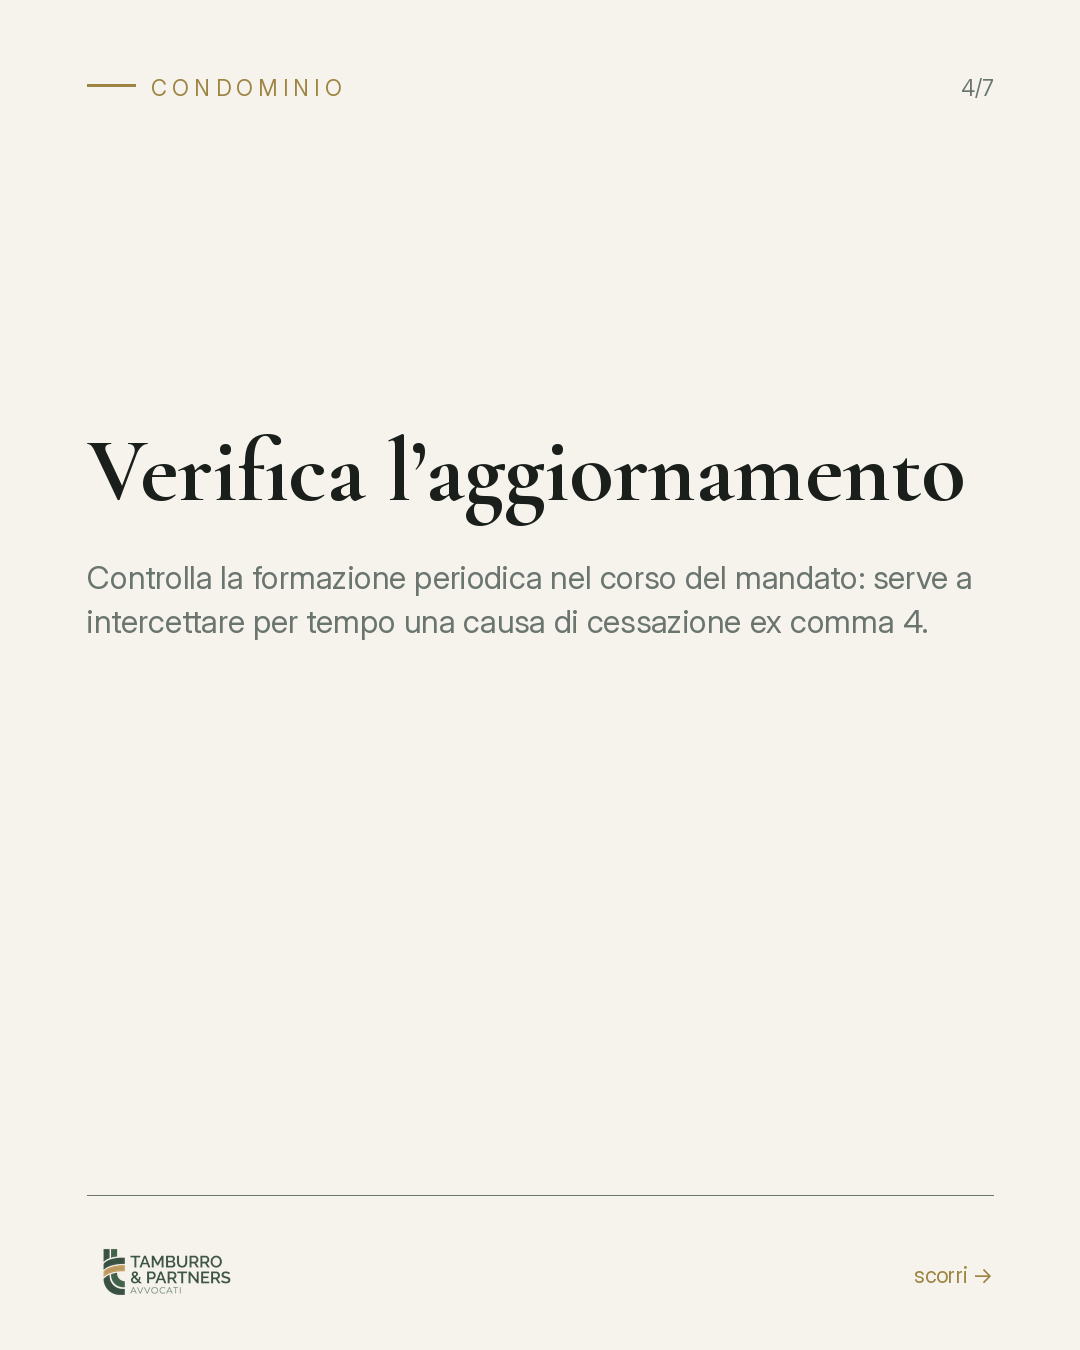 CONDOMINIO
4/7
Verifica l’aggiornamento
Controlla la formazione periodica nel corso del mandato: serve a
intercettare per tempo una causa di cessazione ex comma 4.
TAMBURRO
& PARTNERS
AVVOCATI
scorri →